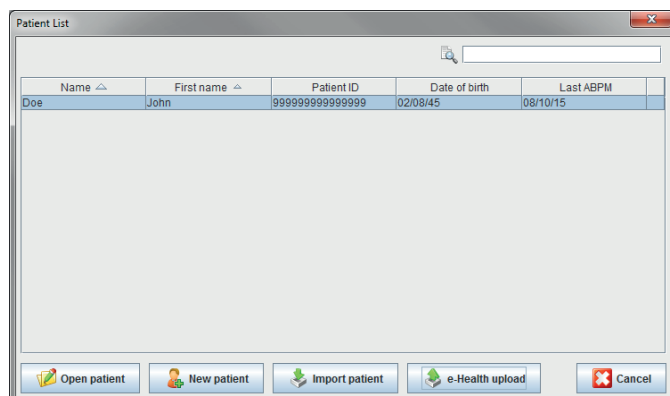 Patient List
Name First name Patient ID Date of birth Last ABPM
Doe John 999999999999999 02/08/45 08/10/15
Open patient New patient Import patient e-Health upload Cancel